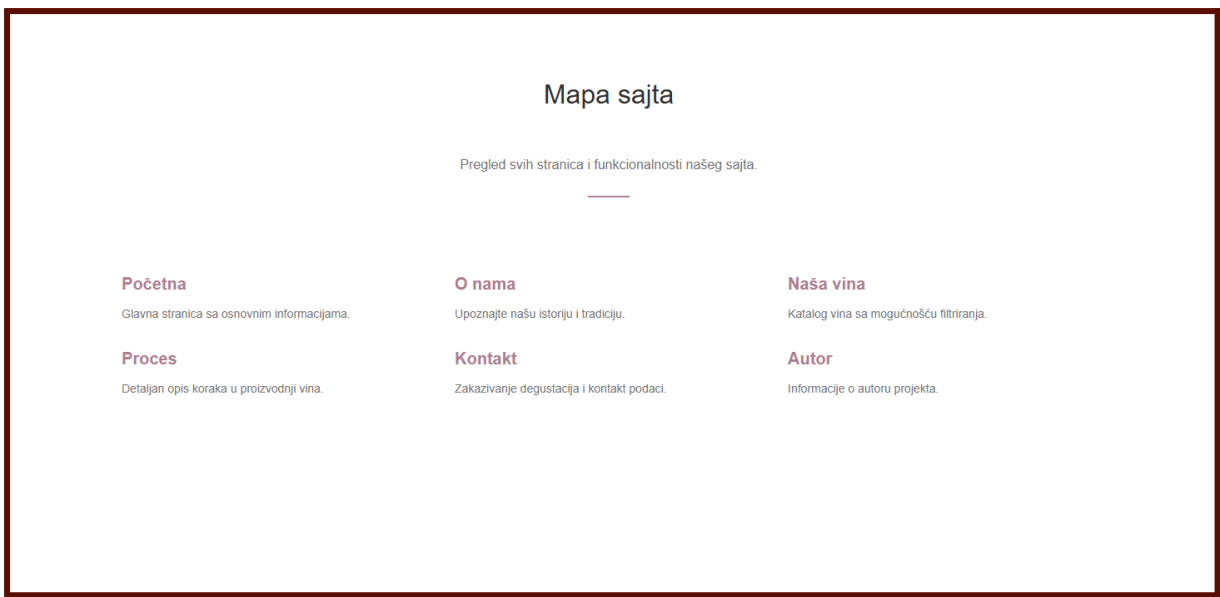 Mapa sajta
Pregled svih stranica i funkcionalnosti našeg sajta.
Početna
Glavna stranica sa osnovnim informacijama.
O nama
Upoznajte našu istoriju i tradiciju.
Naša vina
Katalog vina sa mogućnošću filtriranja.
Proces
Detaljan opis koraka u proizvodnji vina.
Kontakt
Zakazivanje degustacija i kontakt podaci.
Autor
Informacije o autoru projekta.